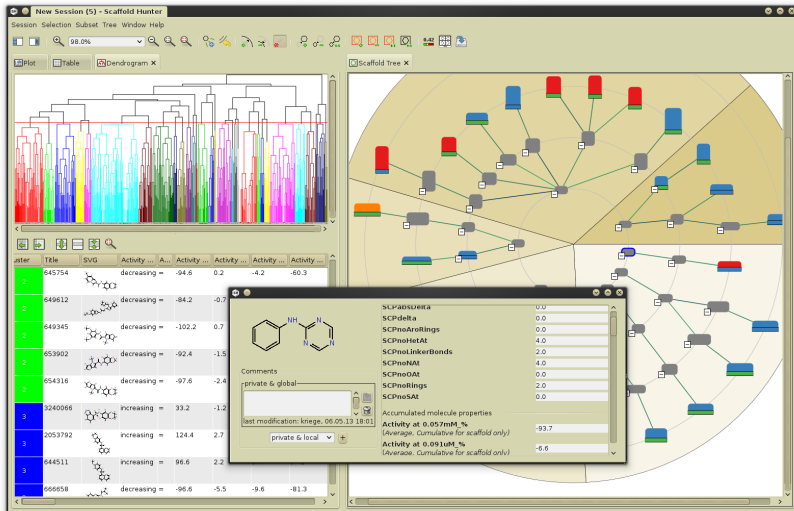 New Session (5) - Scaffold Hunter
Session Selection Subset Tree Window Help
98.0%
0.42
Plot Table Dendrogram ×
Scaffold Tree ×
uster Title SVG Activity ... A... Activity ... Activity ... Activity ... Activity ...
2 645754 decreasing = -94.6 0.2 -4.2 -60.3
2 649612 decreasing = -84.2 -0.7
2 649345 decreasing = -102.2 0.7
2 653902 decreasing = -92.4 -1.5
2 654316 decreasing = -97.6 -2.4
3 3240066 increasing = 33.2 -1.2
3 2053792 increasing = 124.4 2.7
3 644511 increasing = 96.6 2.2
666658 decreasing = -96.6 -5.5 -9.6 -81.3
NH
N
N
N
Comments
private & global
last modification: kriege, 06.05.13 18:01
private & local +
SCPabsDelta 0.0
SCPdelta 0.0
SCPnoAroRings 0.0
SCPnoHetAt 4.0
SCPnoLinkerBonds 2.0
SCPnoNAt 4.0
SCPnoOAt 0.0
SCPnoRings 2.0
SCPnoSAt 0.0
Accumulated molecule properties
Activity at 0.057mM_% -93.7
(Average. Cumulative for scaffold only)
Activity at 0.091uM_% -6.6
(Average. Cumulative for scaffold only)